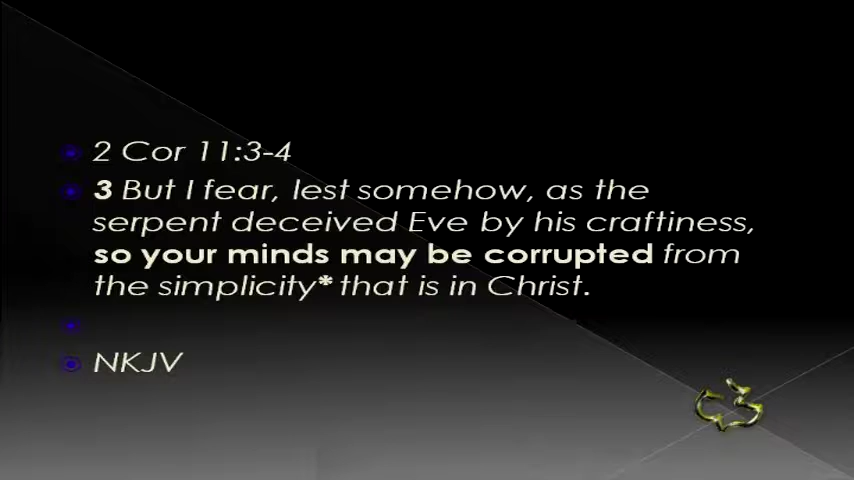 2 Cor 11:3-4
3 But I fear, lest somehow, as the
serpent deceived Eve by his craftiness,
so your minds may be corrupted from
the simplicity* that is in Christ.
NKJV